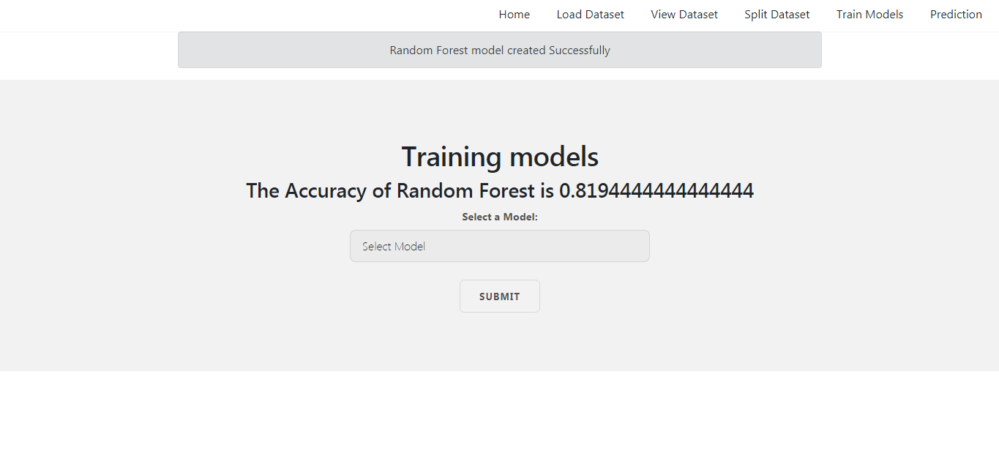 Home Load Dataset View Dataset Split Dataset Train Models Prediction
Random Forest model created Successfully
Training models
The Accuracy of Random Forest is 0.8194444444444444
Select a Model:
Select Model
SUBMIT